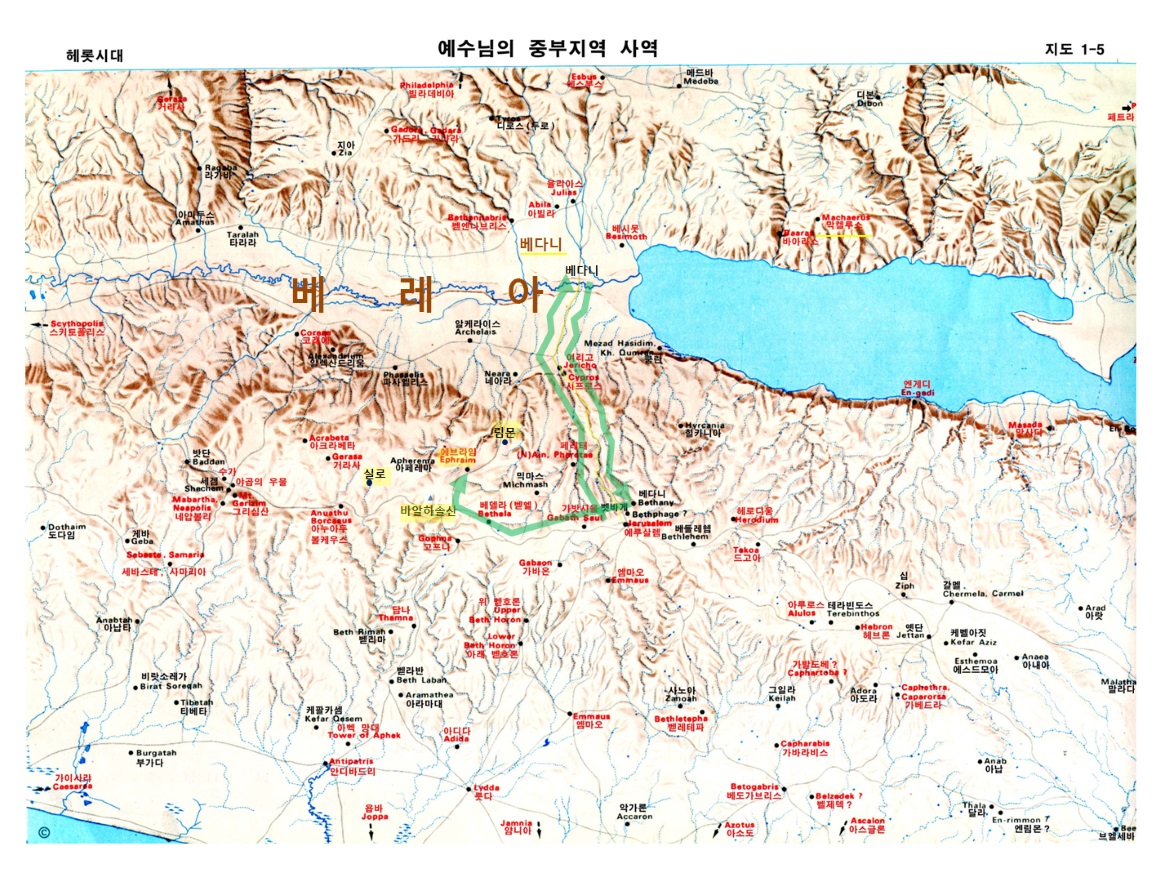 헤롯시대
예수님의 중부지역 사역
지도 1-5
Gerasa
거라사
Philadelphia
빌라데비아
Esbus
에스부스
메드바
Medeba
디본
Dibon
페트라
Tyros
디로스 (두로)
Gadora, Gadara
지아
Zia
Ragaba
라가바
율리아스
Julias
Abila
아빌라
아마두스
Amathus
Taralah
타라라
Bethennabris
벧엔나브리스
베시못
Besimoth
Machaerus
막켈루스
Baaras
바아라스
베다니
베다니
베 레 아
Scythopolis
스키토폴리스
Coreae
코래에
Alexandrium
알렉산드리움
알케라이스
Archelais
Mezad Hasidim,
Kh. Qumran
쿰란
여리고
Jericho
Cypros
시프로스
Phasaelis
파사엘리스
Neara
네아라
엔게디
En-gedi
Masada
맛사다
Hyrcania
힐카니아
림몬
Acrabeta
아크라베타
Gerasa
거라사
밧단
Baddan
에브라임
Ephraim
Apherema
아페레마
페라테
(N)Ain, Pharatae
실로
수가
야곱의 우물
세겜
Shechem
Mt.
Garizim
그리심산
Mabartha,
Neapolis
네압볼리
믹마스
Michmash
베다니
Bethany
벳바게
Bethphage ?
바알하솔산
베델라 (벧엘)
Bethela
가밧사울
Gabath Saul
Jerusalem
예루살렘
헤로다움
Herodium
베들레헴
Bethlehem
Anuathu
Borcaeus
아누아두
볼케우스
Dothaim
도다임
게바
Geba
Gophna
고프나
Tekoa
드고아
Sebaste, Samaria
세바스테, 사마리아
Gabaon
가바온
엠마오
Emmaus
십
Ziph
갈멜,
Chermela, Carmel
Anabtah
아납타
담나
Thamna
위 벧호론
Upper
Beth Horon
아루로스
Alulos
테라빈도스
Terebinthos
Arad
아랏
Beth Rimah
벧리마
Lower
Beth Horon
아래 벧호론
Hebron
헤브론
옛단
Jettan
케벨아짓
Kefar Aziz
Esthemoa
에스드모아
Anaea
아내아
비랏소레가
Birat Soreqah
벧라반
Beth Laban
가발도베 ?
Caphartoba ?
Malatha
말라다
Aramathea
아라마대
사노아
Zanoah
그일라
Keilah
Adora
아도라
Caphethra,
Caparorsa
가베드라
Tibetah
티베타
케팔카셈
Kefar Qesem
아벡 망대
Tower of Aphek
아디다
Adida
Emmaus
엠마오
Bethletepha
벧레테파
Burgatah
부가다
Antipatris
안디바드리
Capharabis
가바라비스
Anab
아납
가이사리
Caesarea
Lydda
룻다
Betogabris
베도가브리스
Belzedek ?
벨제덱 ?
욥바
Joppa
Jamnia
얌니아
악가론
Accaron
Azotus
아소도
Ascalon
아스글론
Thala
달리
En-rimmon ?
엔림몬 ?
브엘세바
©